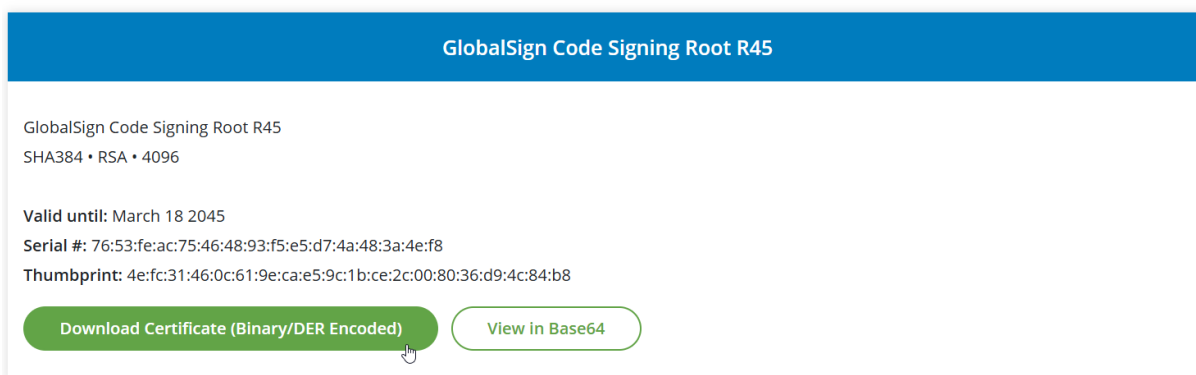 GlobalSign Code Signing Root R45
GlobalSign Code Signing Root R45
SHA384 • RSA • 4096
Valid until: March 18 2045
Serial #: 76:53:fe:ac:75:46:48:93:f5:e5:d7:4a:48:3a:4e:f8
Thumbprint: 4e:fc:31:46:0c:61:9e:ca:e5:9c:1b:ce:2c:00:80:36:d9:4c:84:b8
Download Certificate (Binary/DER Encoded) View in Base64